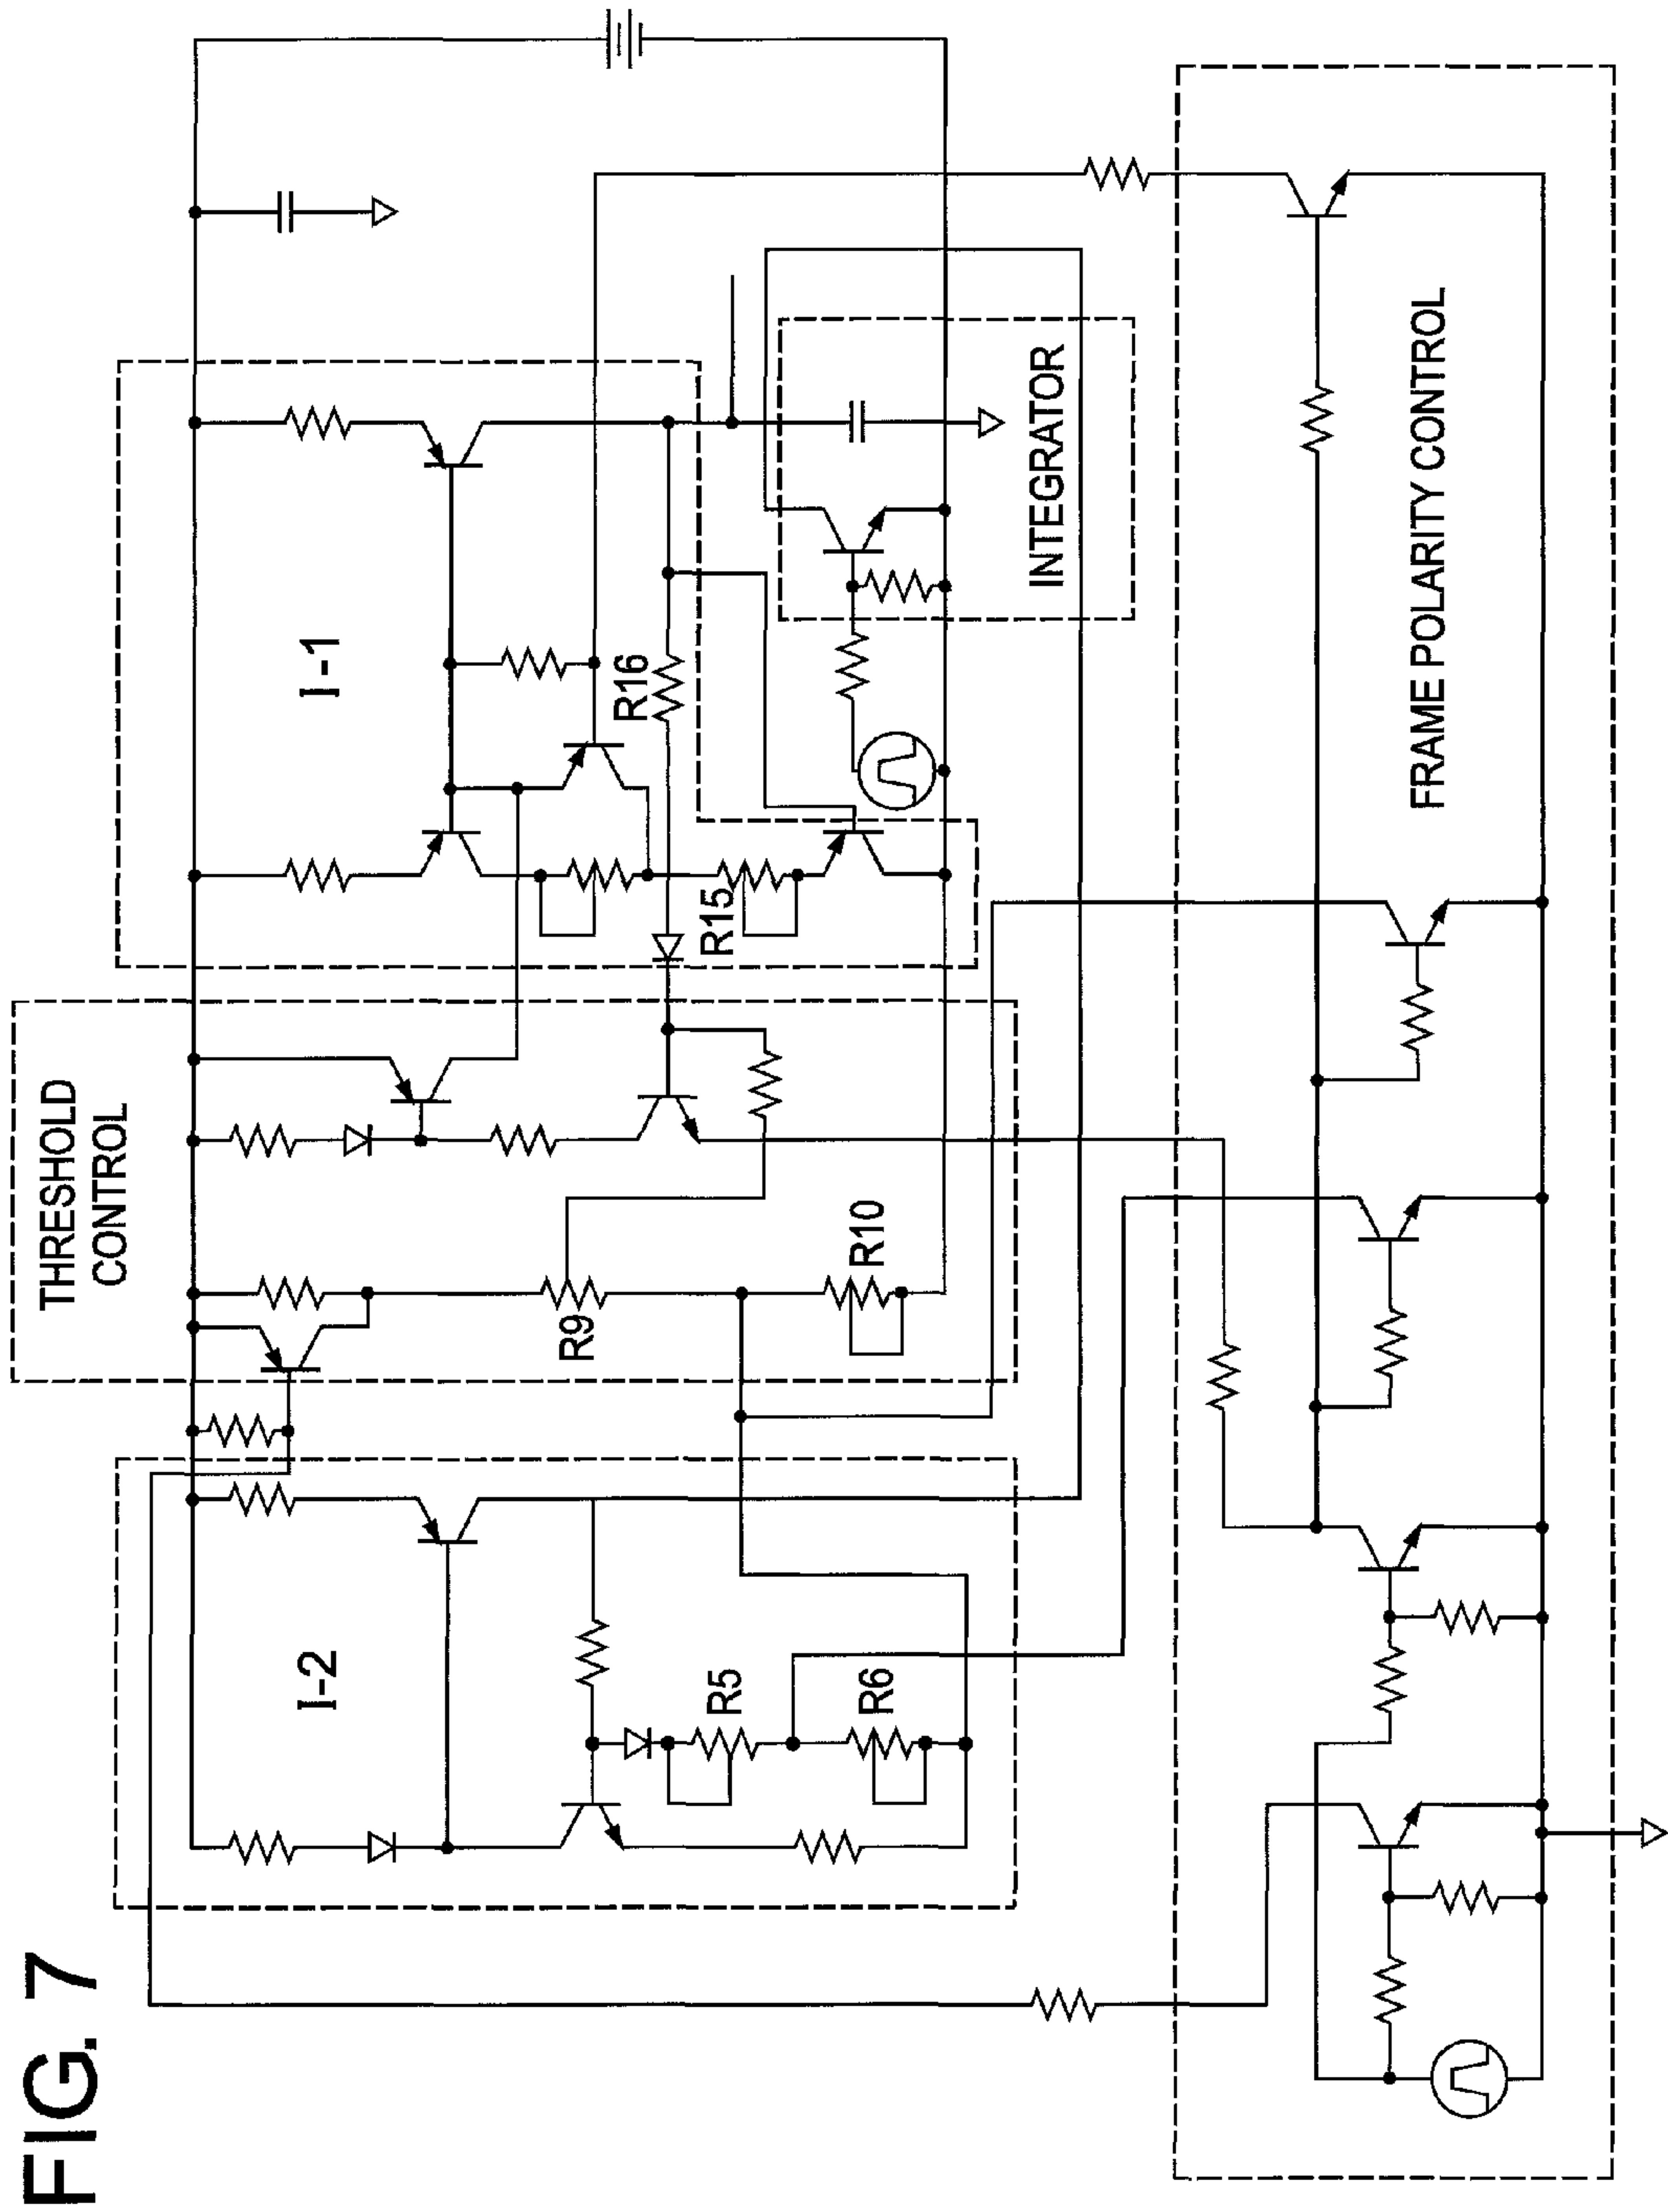 FIG. 7
I-2
R5
R6
THRESHOLD
CONTROL
R9
R10
I-1
R16
R15
INTEGRATOR
FRAME POLARITY CONTROL